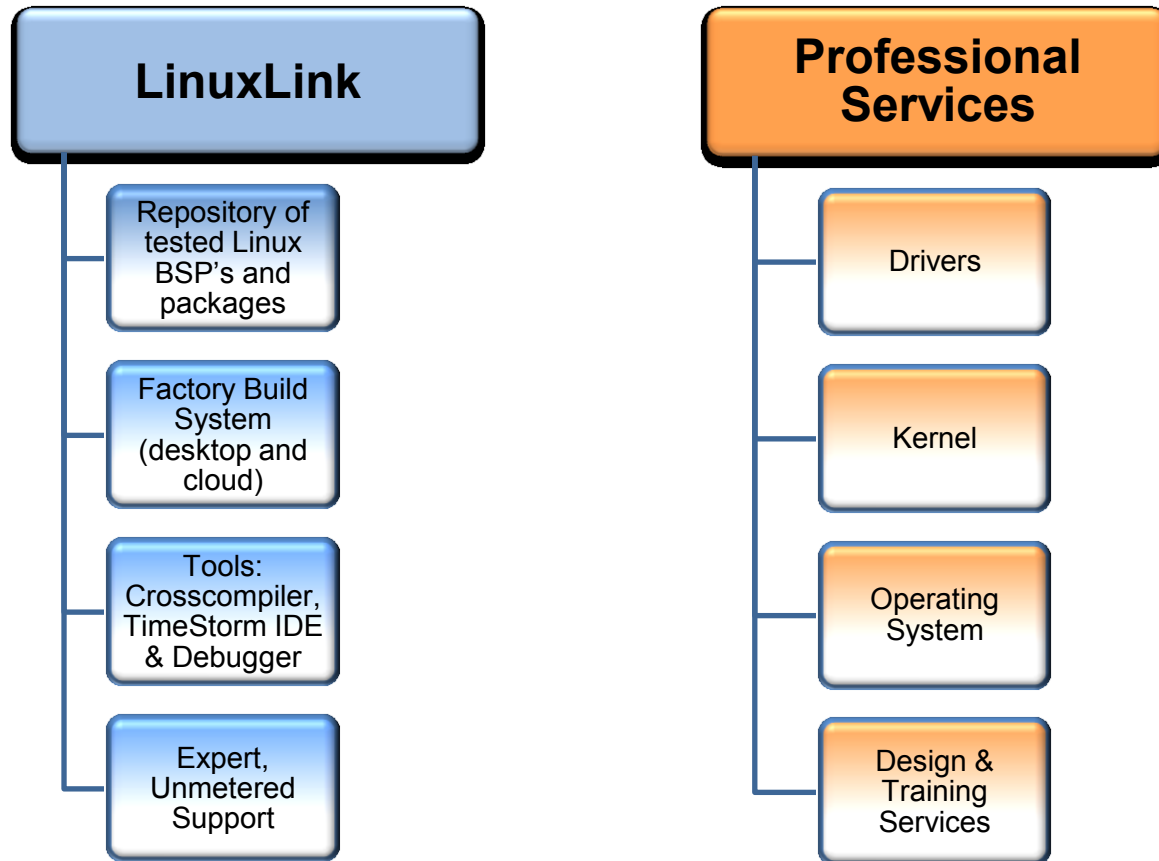 LinuxLink
Repository of
tested Linux
BSP's and
packages
Factory Build
System
(desktop and
cloud)
Tools:
Crosscompiler,
TimeStorm IDE
& Debugger
Expert,
Unmetered
Support
Professional
Services
Drivers
Kernel
Operating
System
Design &
Training
Services